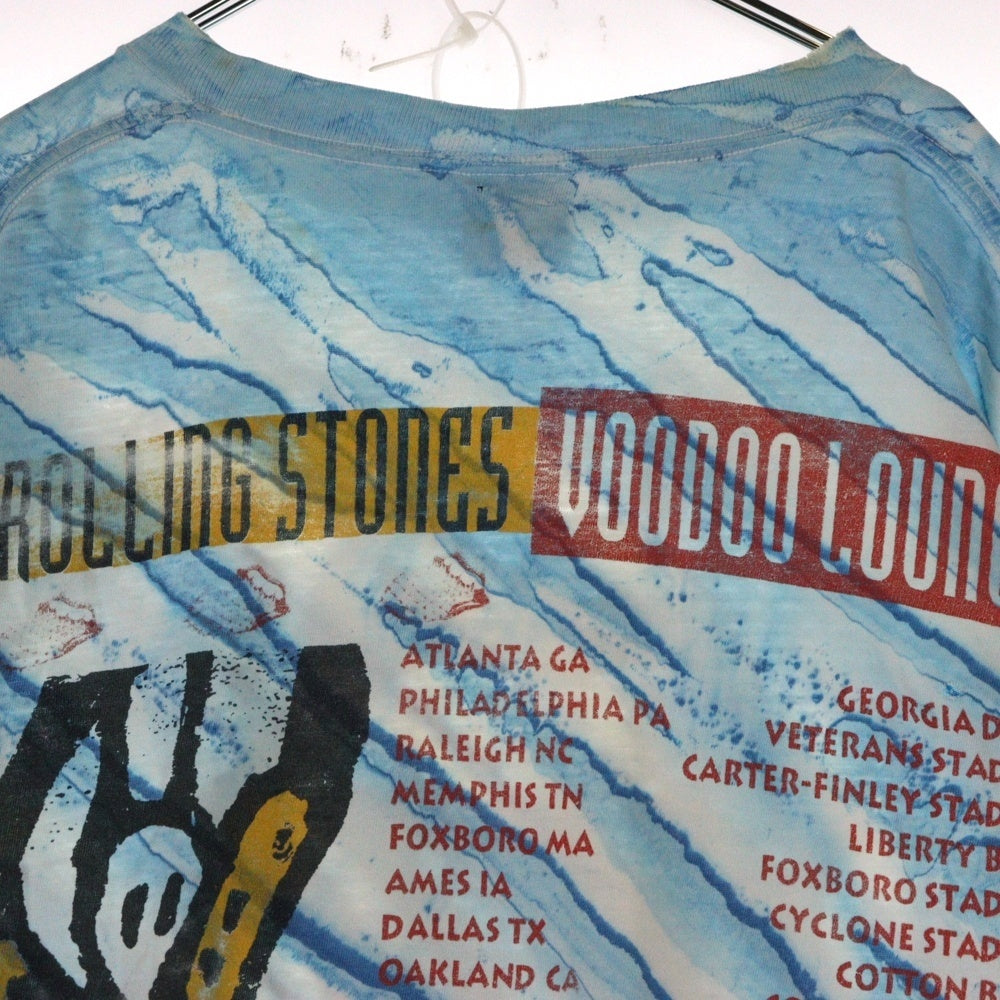 ROLLING STONES VOODOO LOUNG
ATLANTA GA GEORGIA D
PHILADELPHIA PA VETERANS STAD
RALEIGH NC CARTER-FINLEY STAD
MEMPHIS TN LIBERTY B
FOXBORO MA FOXBORO STAD
AMES IA CYCLONE STAD
DALLAS TX COTTON B
OAKLAND CA